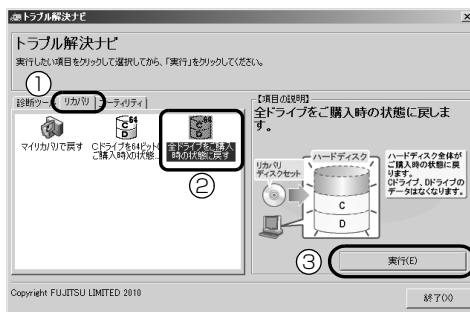 トラブル解決ナビ
トラブル解決ナビ
実行したい項目をクリックして選択してから、「実行」をクリックしてください。
①
診断ツール
リカバリ
ユーティリティ
マイリカバリで戻す
Cドライブを64ビット
ご購入時の状態...
全ドライブをご購入
時の状態に戻す
②
【項目の説明】
全ドライブをご購入時の状態に戻しま
す。
リカバリ
ディスクセット
ハードディスク
C
D
ハードディスク全体が
ご購入時の状態に戻
ります。
Cドライブ、Dドライブの
データはなくなります。
③
実行(E)
Copyright FUJITSU LIMITED 2010
終了(X)